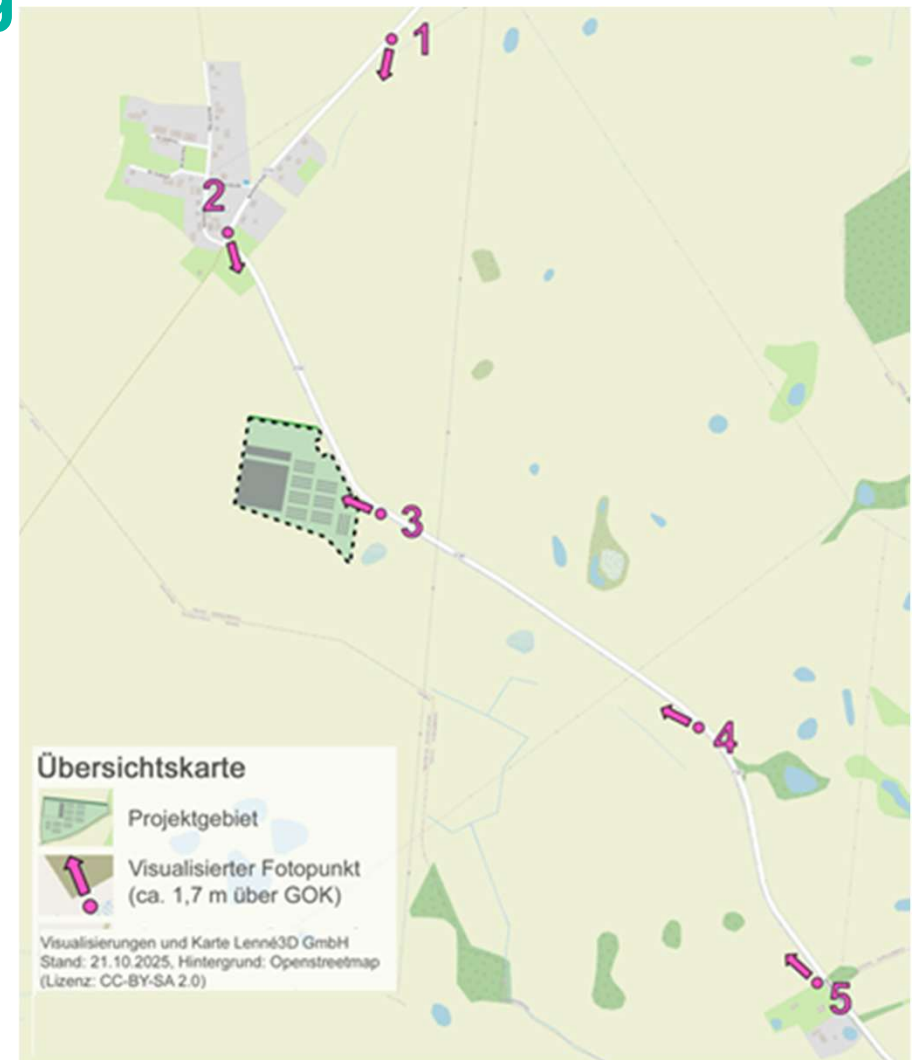 g
1
2
3
4
5
Übersichtskarte
Projektgebiet
Visualisierter Fotopunkt
(ca. 1,7 m über GOK)
Visualisierungen und Karte Lenné3D GmbH
Stand: 21.10.2025, Hintergrund: Openstreetmap
(Lizenz: CC-BY-SA 2.0)